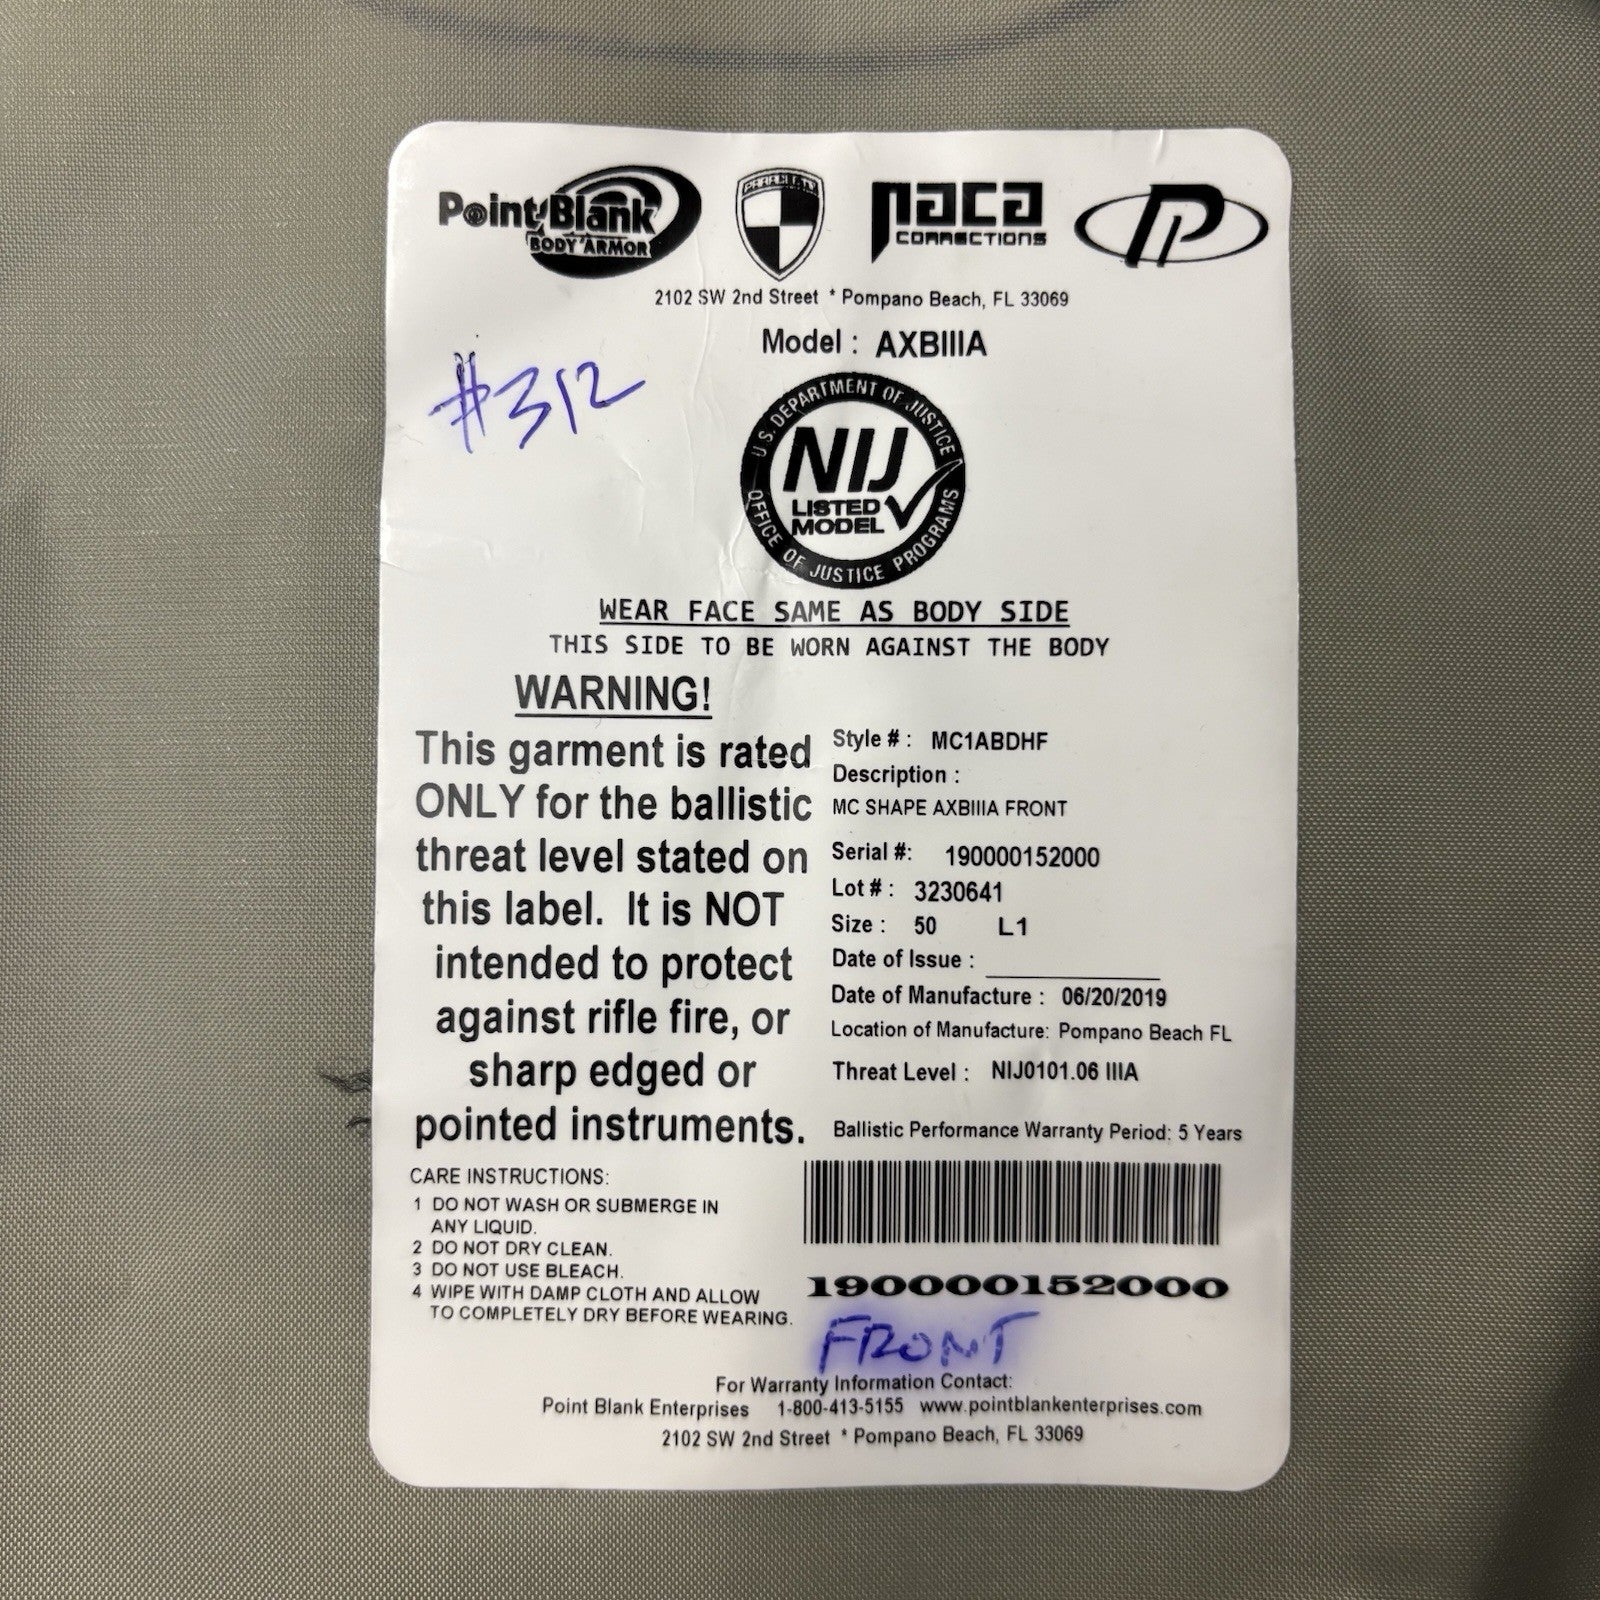 Point Blank
BODY ARMOR
PARACLETE
PACA
CORRECTIONS
P
2102 SW 2nd Street * Pompano Beach, FL 33069
Model : AXBIIIA
#312
U.S. DEPARTMENT OF JUSTICE
NIJ
LISTED
MODEL
OFFICE OF JUSTICE PROGRAMS
WEAR FACE SAME AS BODY SIDE
THIS SIDE TO BE WORN AGAINST THE BODY
WARNING!
This garment is rated
ONLY for the ballistic
threat level stated on
this label. It is NOT
intended to protect
against rifle fire, or
sharp edged or
pointed instruments.
Style # : MC1ABDHF
Description :
MC SHAPE AXBIIIA FRONT
Serial #: 190000152000
Lot # : 3230641
Size : 50 L1
Date of Issue :
Date of Manufacture : 06/20/2019
Location of Manufacture: Pompano Beach FL
Threat Level : NIJ0101.06 IIIA
Ballistic Performance Warranty Period: 5 Years
CARE INSTRUCTIONS:
1 DO NOT WASH OR SUBMERGE IN
ANY LIQUID.
2 DO NOT DRY CLEAN.
3 DO NOT USE BLEACH.
4 WIPE WITH DAMP CLOTH AND ALLOW
TO COMPLETELY DRY BEFORE WEARING.
190000152000
FRONT
For Warranty Information Contact:
Point Blank Enterprises 1-800-413-5155 www.pointblankenterprises.com
2102 SW 2nd Street * Pompano Beach, FL 33069